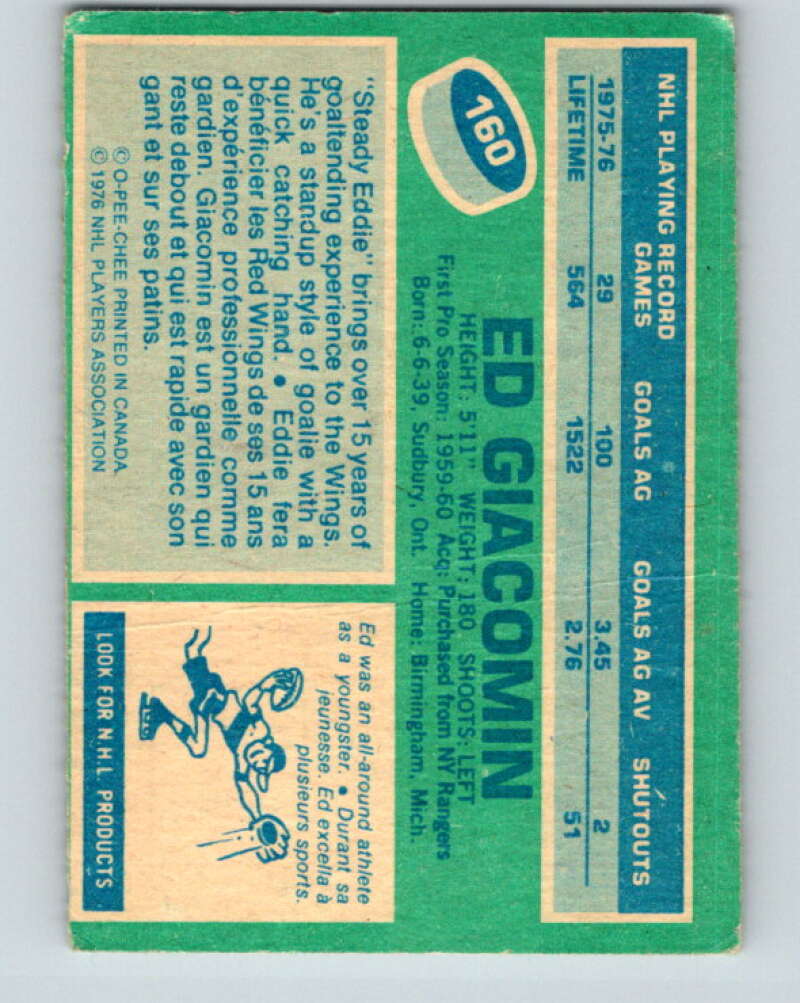 NHL PLAYING RECORD
GAMES GOALS AG GOALS AG AV SHUTOUTS
1975-76 29 100 3.45 2
LIFETIME 564 1522 2.76 51
160
ED GIACOMIN
HEIGHT: 5'11" WEIGHT: 180 SHOOTS: LEFT
First Pro Season: 1959-60 Acq: Purchased from NY Rangers
Born: 6-6-39, Sudbury, Ont. Home: Birmingham, Mich.
"Steady Eddie" brings over 15 years of
goaltending experience to the Wings.
He's a standup style of goalie with a
quick catching hand. • Eddie fera
bénéficier les Red Wings de ses 15 ans
d'expérience professionnelle comme
gardien. Giacomin est un gardien qui
reste debout et qui est rapide avec son
gant et sur ses patins.
© O-PEE-CHEE PRINTED IN CANADA
© 1976 NHL PLAYERS ASSOCIATION
Ed was an all-around athlete
as a youngster. • Durant sa
jeunesse. Ed excella à
plusieurs sports.
LOOK FOR N.H.L PRODUCTS